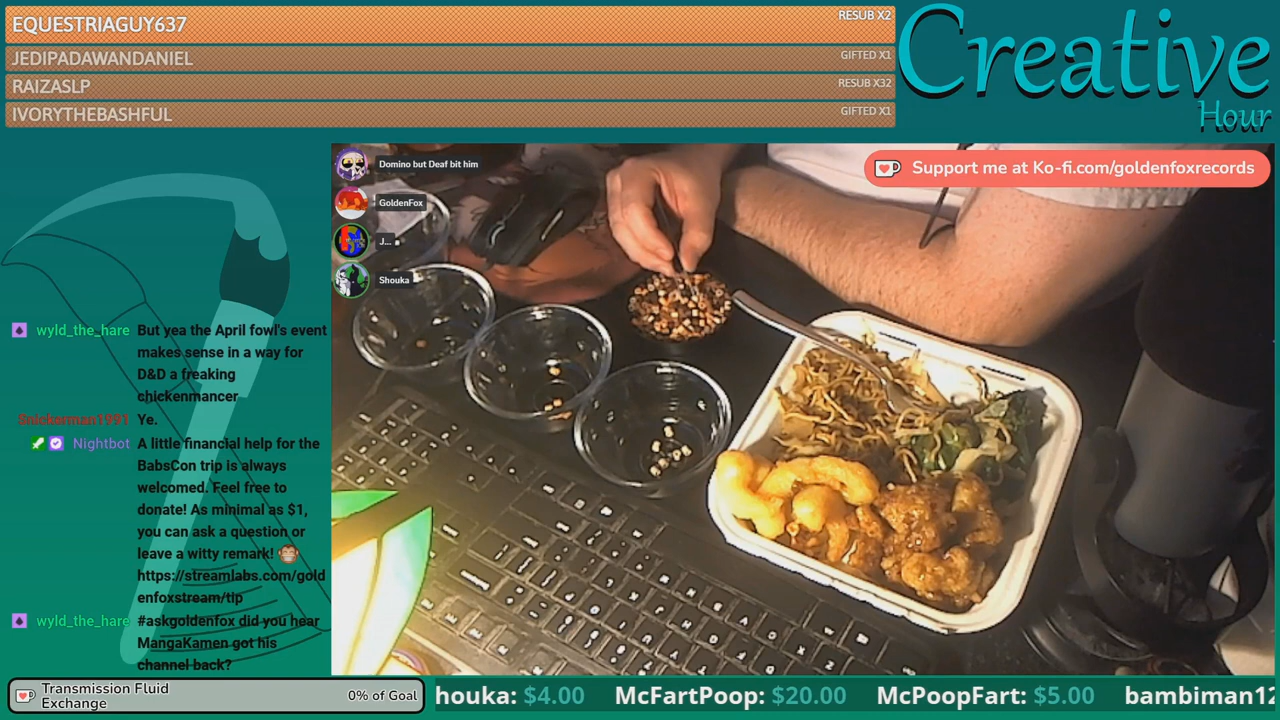 EQUESTRIAGUY637
RESUB X2
JEDIPADAWANDANIEL
GIFTED X1
RAIZASLP
RESUB X32
IVORYTHEBASHFUL
GIFTED X1
Creative
Hour
Domino but Deaf bit him
GoldenFox
J...
Shouka
Support me at Ko-fi.com/goldenfoxrecords
wyld_the_hare But yea the April fowl's event
makes sense in a way for
D&D a freaking
chickenmancer
Snickerman1991 Ye.
Nightbot A little financial help for the
BabsCon trip is always
welcomed. Feel free to
donate! As minimal as $1,
you can ask a question or
leave a witty remark! 🐵
https://streamlabs.com/gold
enfoxstream/tip
wyld_the_hare #askgoldenfox did you hear
MangaKamen got his
channel back?
Transmission Fluid
Exchange
0% of Goal
houka: $4.00 McFartPoop: $20.00 McPoopFart: $5.00 bambiman12